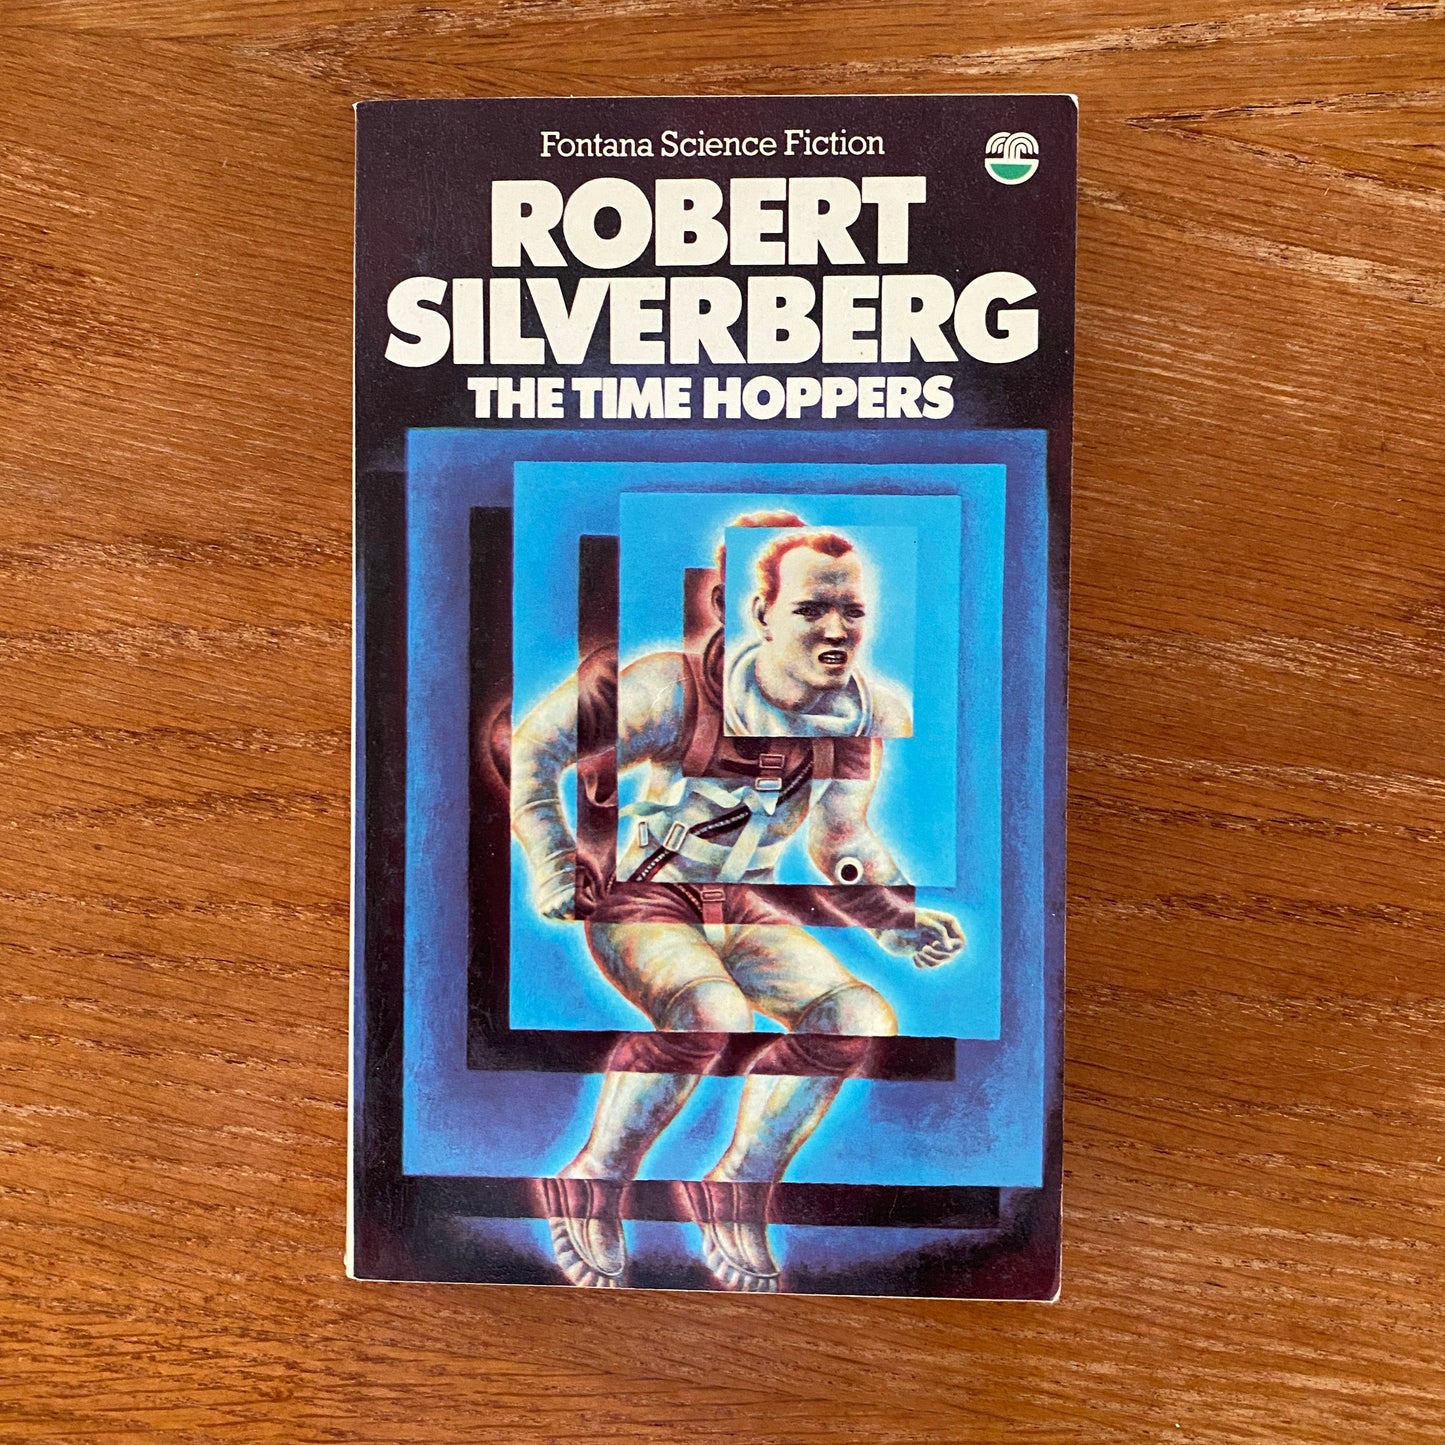 Fontana Science Fiction
ROBERT
SILVERBERG
THE TIME HOPPERS